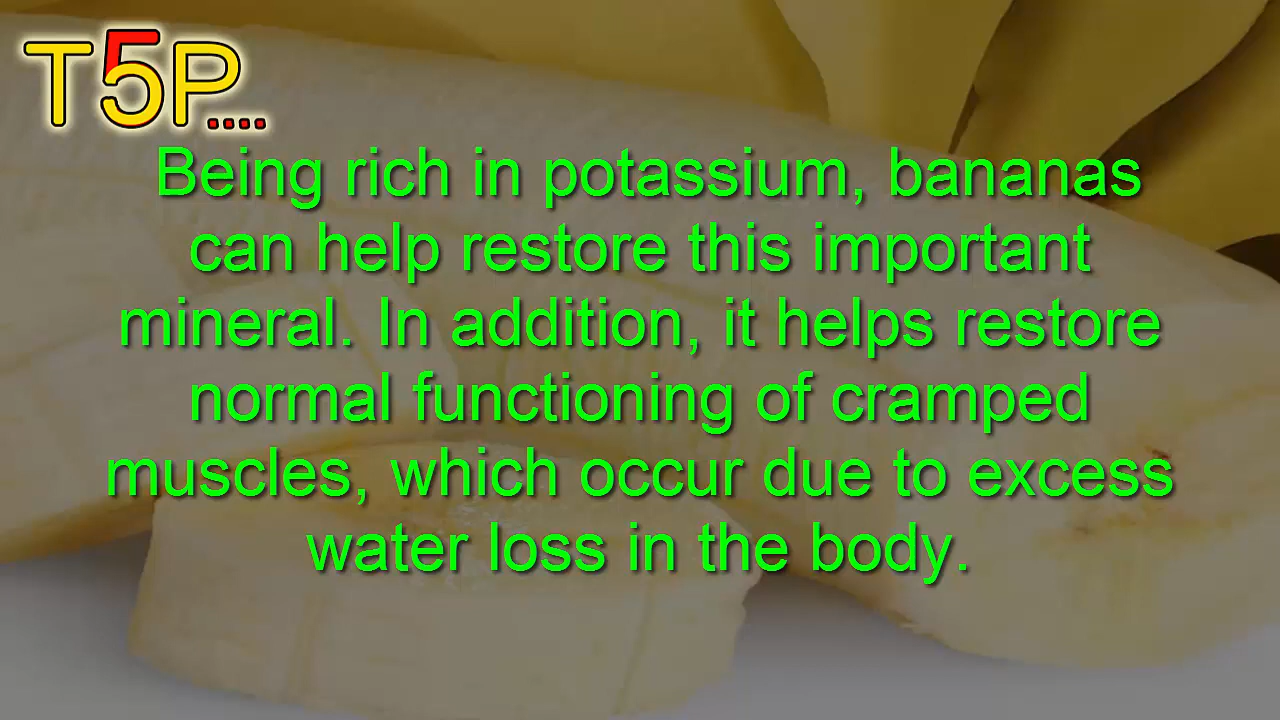 T5P....
Being rich in potassium, bananas
can help restore this important
mineral. In addition, it helps restore
normal functioning of cramped
muscles, which occur due to excess
water loss in the body.